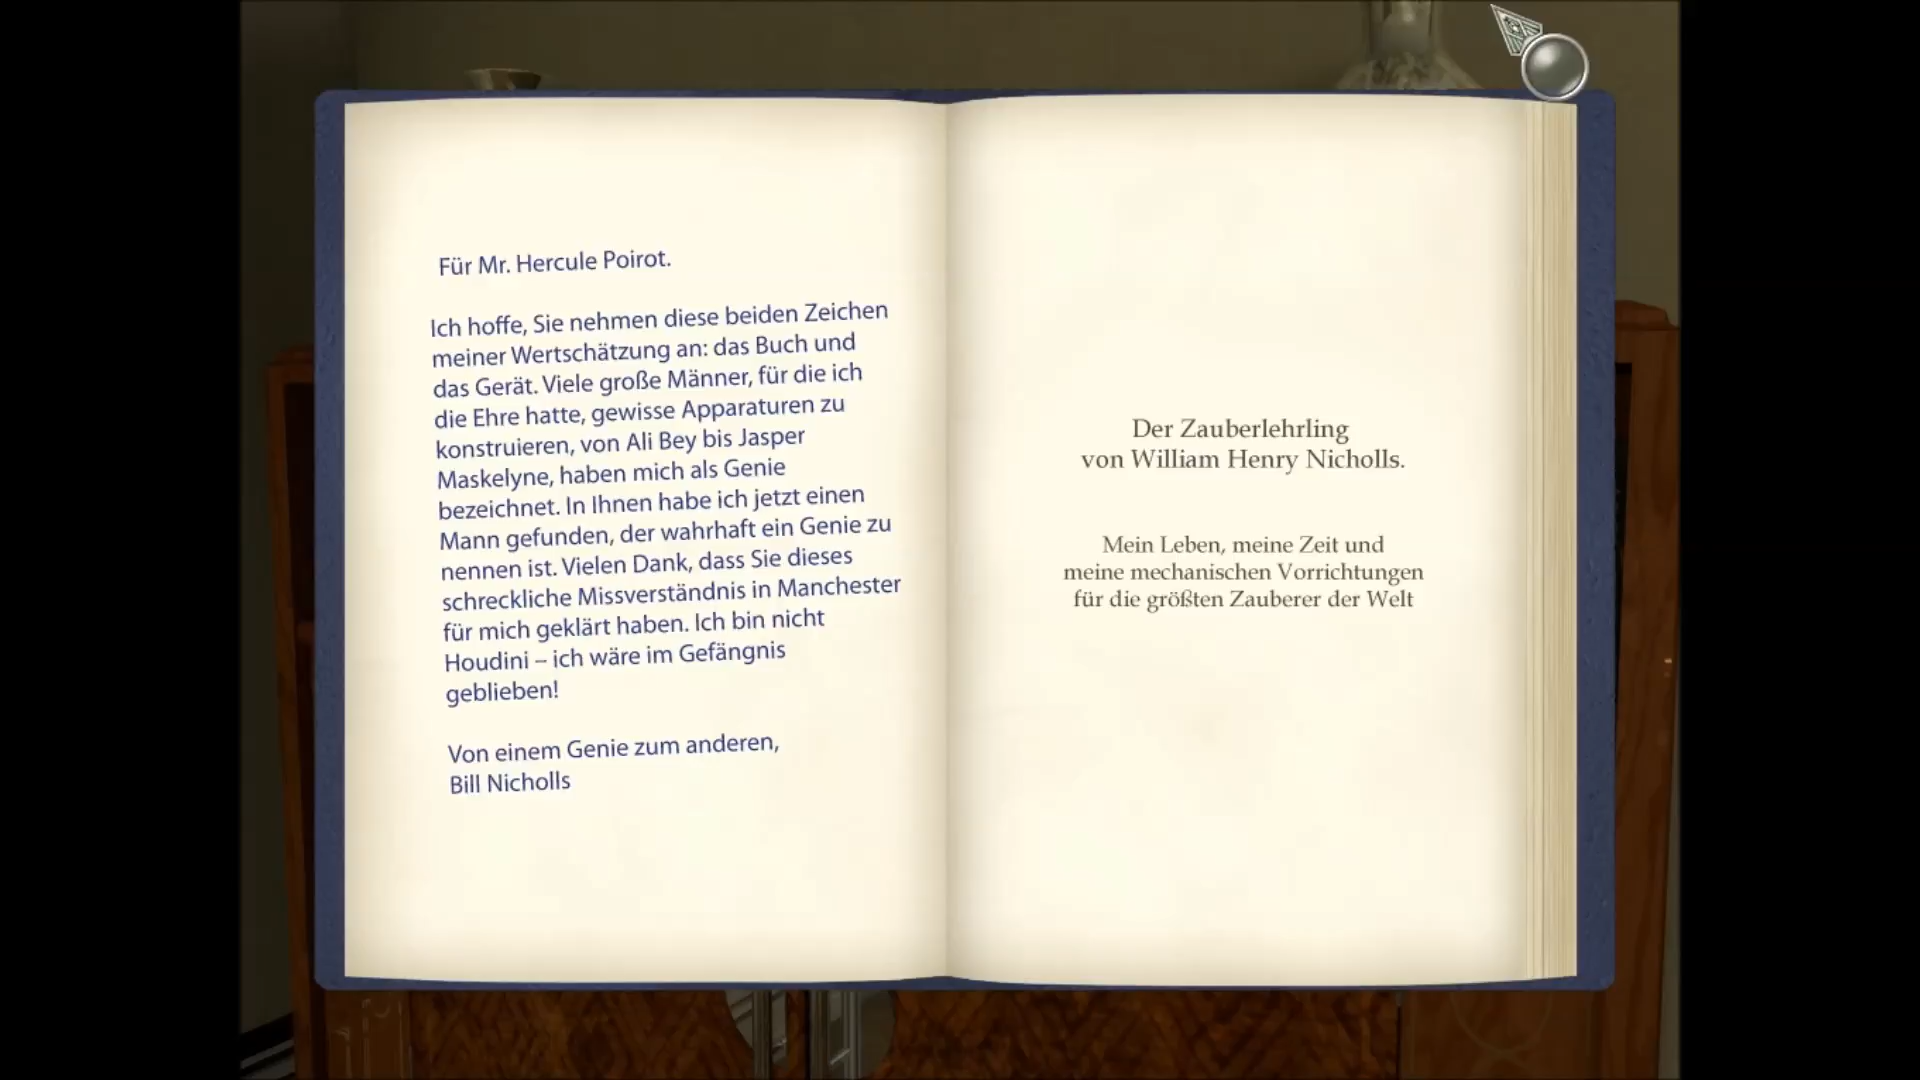 Für Mr. Hercule Poirot.
Ich hoffe, Sie nehmen diese beiden Zeichen
meiner Wertschätzung an: das Buch und
das Gerät. Viele große Männer, für die ich
die Ehre hatte, gewisse Apparaturen zu
konstruieren, von Ali Bey bis Jasper
Maskelyne, haben mich als Genie
bezeichnet. In Ihnen habe ich jetzt einen
Mann gefunden, der wahrhaft ein Genie zu
nennen ist. Vielen Dank, dass Sie dieses
schreckliche Missverständnis in Manchester
für mich geklärt haben. Ich bin nicht
Houdini – ich wäre im Gefängnis
geblieben!
Von einem Genie zum anderen,
Bill Nicholls
Der Zauberlehrling
von William Henry Nicholls.
Mein Leben, meine Zeit und
meine mechanischen Vorrichtungen
für die größten Zauberer der Welt